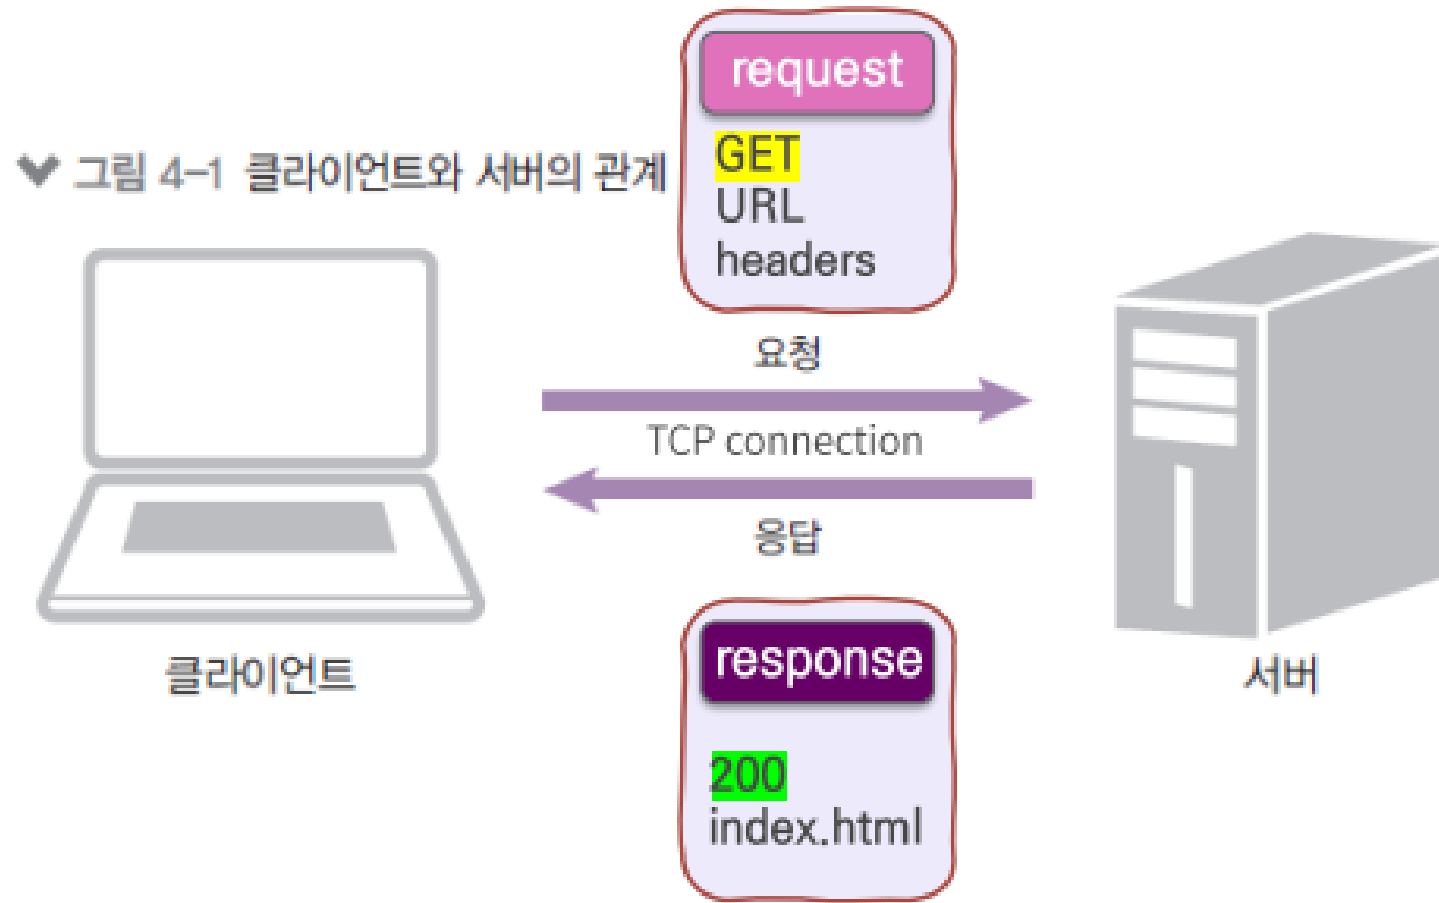 request
GET
URL
headers
그림 4-1 클라이언트와 서버의 관계
요청
TCP connection
응답
클라이언트
서버
response
200
index.html